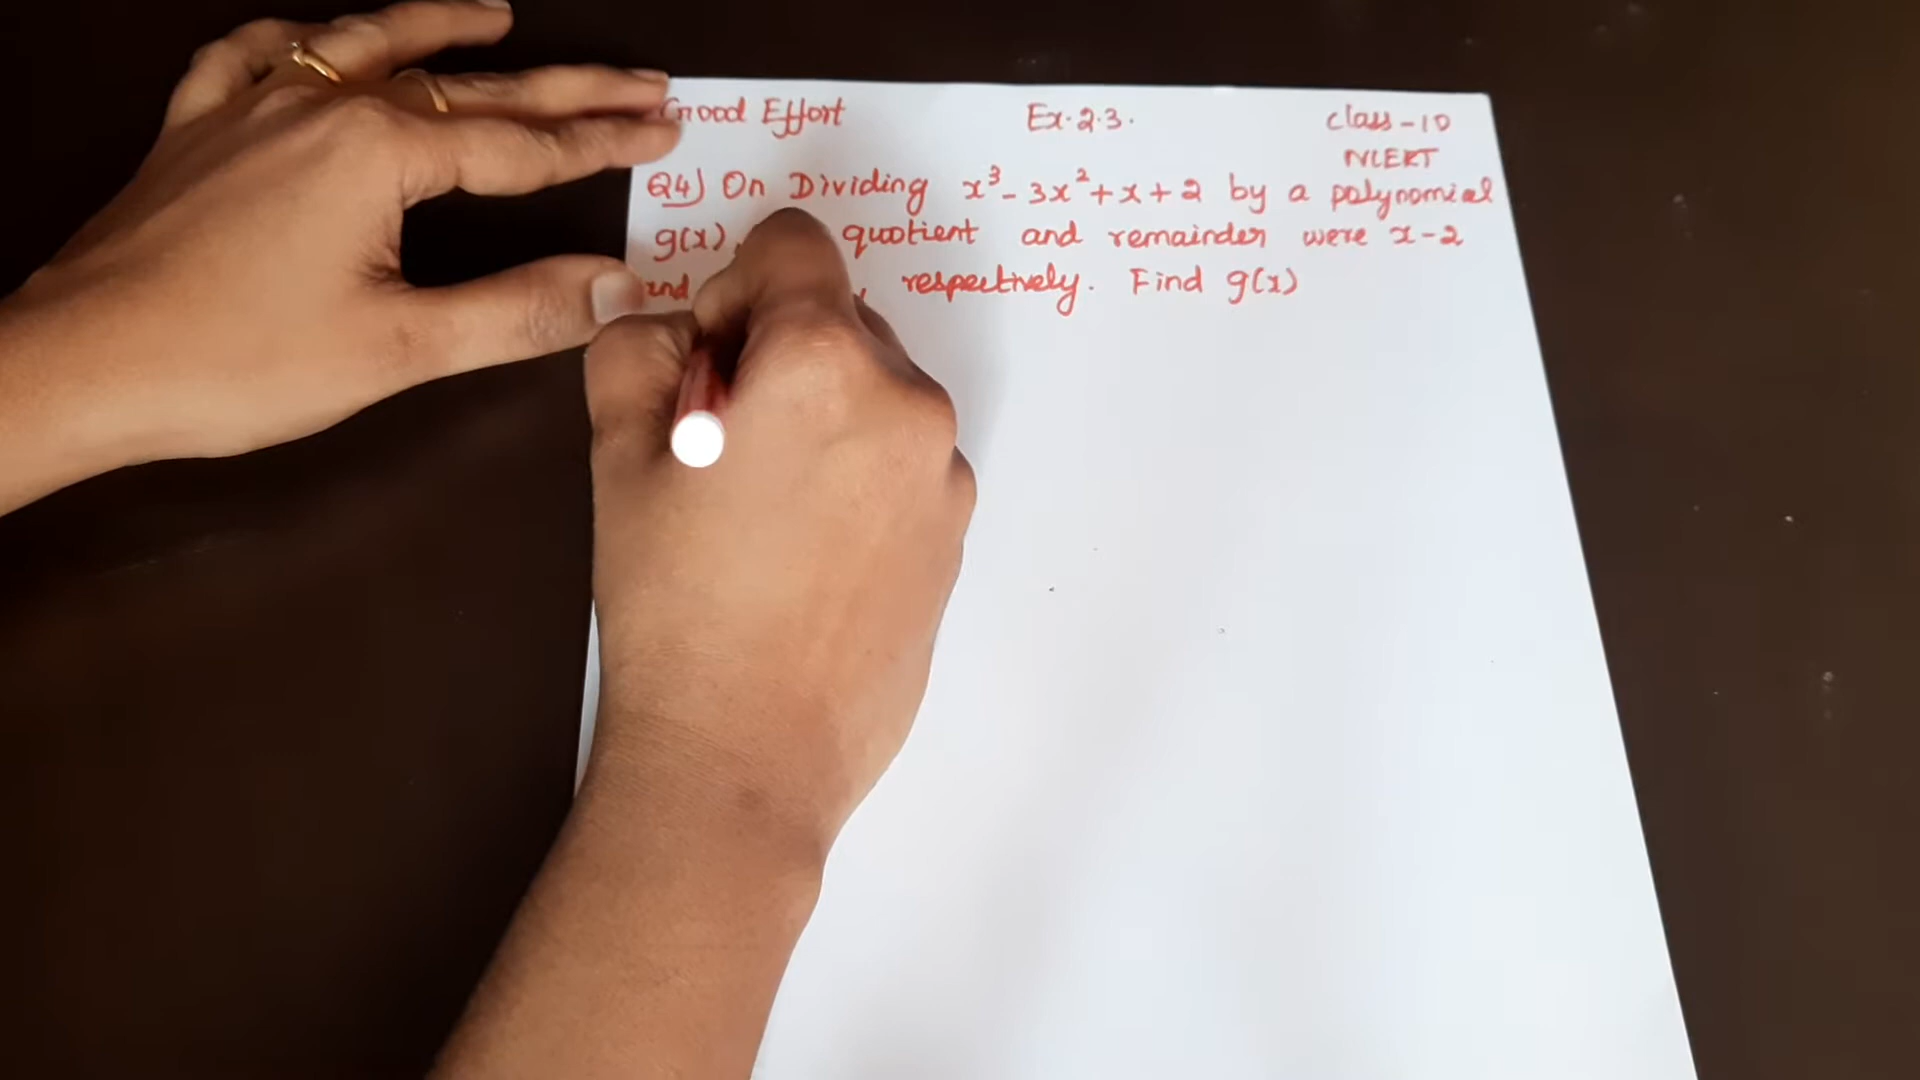 Good Effort Ex. 2.3. class-10
NCERT
Q4) On Dividing x³ - 3x² + x + 2 by a polynomial
g(x), quotient and remainder were x-2
and , respectively. Find g(x)